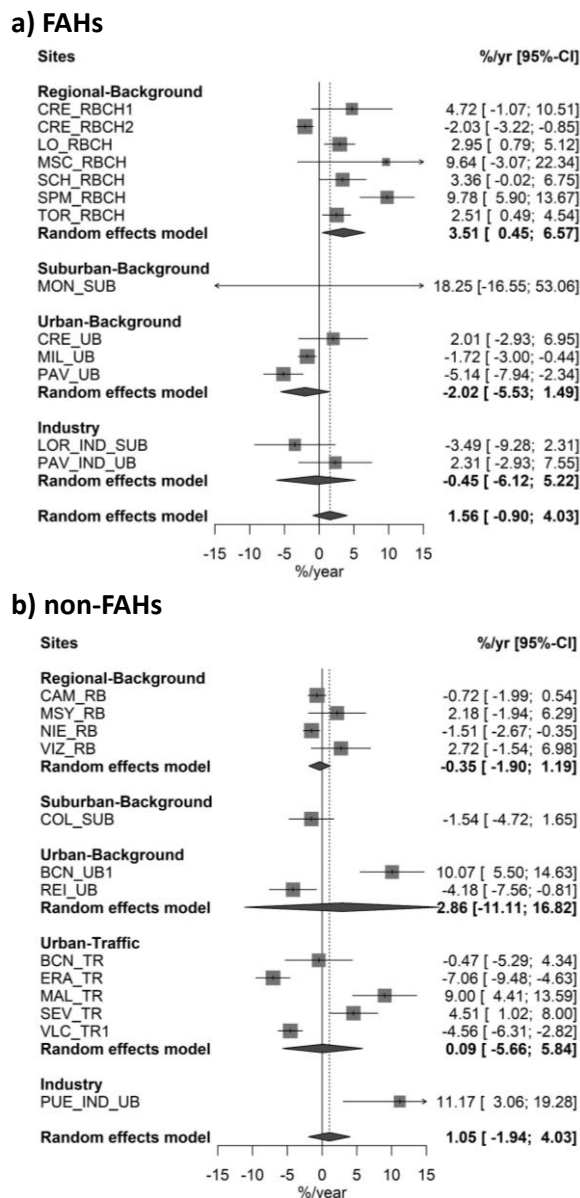 a) FAHs
Sites %/yr [95%-CI]
Regional-Background
CRE_RBCH1 4.72 [ -1.07; 10.51]
CRE_RBCH2 -2.03 [ -3.22; -0.85]
LO_RBCH 2.95 [ 0.79; 5.12]
MSC_RBCH 9.64 [ -3.07; 22.34]
SCH_RBCH 3.36 [ -0.02; 6.75]
SPM_RBCH 9.78 [ 5.90; 13.67]
TOR_RBCH 2.51 [ 0.49; 4.54]
Random effects model 3.51 [ 0.45; 6.57]
Suburban-Background
MON_SUB 18.25 [-16.55; 53.06]
Urban-Background
CRE_UB 2.01 [ -2.93; 6.95]
MIL_UB -1.72 [ -3.00; -0.44]
PAV_UB -5.14 [ -7.94; -2.34]
Random effects model -2.02 [ -5.53; 1.49]
Industry
LOR_IND_SUB -3.49 [ -9.28; 2.31]
PAV_IND_UB 2.31 [ -2.93; 7.55]
Random effects model -0.45 [ -6.12; 5.22]
Random effects model 1.56 [ -0.90; 4.03]
-15 -10 -5 0 5 10 15
%/year
b) non-FAHs
Sites %/yr [95%-CI]
Regional-Background
CAM_RB -0.72 [ -1.99; 0.54]
MSY_RB 2.18 [ -1.94; 6.29]
NIE_RB -1.51 [ -2.67; -0.35]
VIZ_RB 2.72 [ -1.54; 6.98]
Random effects model -0.35 [ -1.90; 1.19]
Suburban-Background
COL_SUB -1.54 [ -4.72; 1.65]
Urban-Background
BCN_UB1 10.07 [ 5.50; 14.63]
REI_UB -4.18 [ -7.56; -0.81]
Random effects model 2.86 [-11.11; 16.82]
Urban-Traffic
BCN_TR -0.47 [ -5.29; 4.34]
ERA_TR -7.06 [ -9.48; -4.63]
MAL_TR 9.00 [ 4.41; 13.59]
SEV_TR 4.51 [ 1.02; 8.00]
VLC_TR1 -4.56 [ -6.31; -2.82]
Random effects model 0.09 [ -5.66; 5.84]
Industry
PUE_IND_UB 11.17 [ 3.06; 19.28]
Random effects model 1.05 [ -1.94; 4.03]
-15 -10 -5 0 5 10 15
%/year